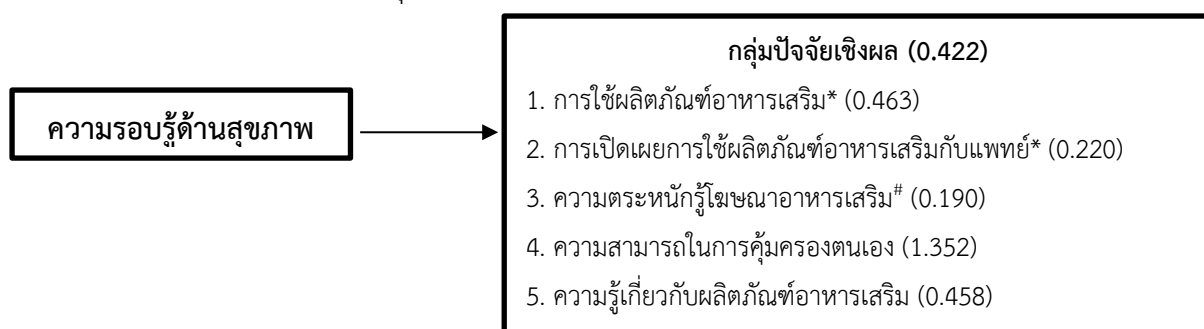 ความรอบรู้ด้านสุขภาพ
กลุ่มปัจจัยเชิงผล (0.422)
1. การใช้ผลิตภัณฑ์อาหารเสริม* (0.463)
2. การเปิดเผยการใช้ผลิตภัณฑ์อาหารเสริมกับแพทย์* (0.220)
3. ความตระหนักรู้โฆษณาอาหารเสริม# (0.190)
4. ความสามารถในการคุ้มครองตนเอง (1.352)
5. ความรู้เกี่ยวกับผลิตภัณฑ์อาหารเสริม (0.458)